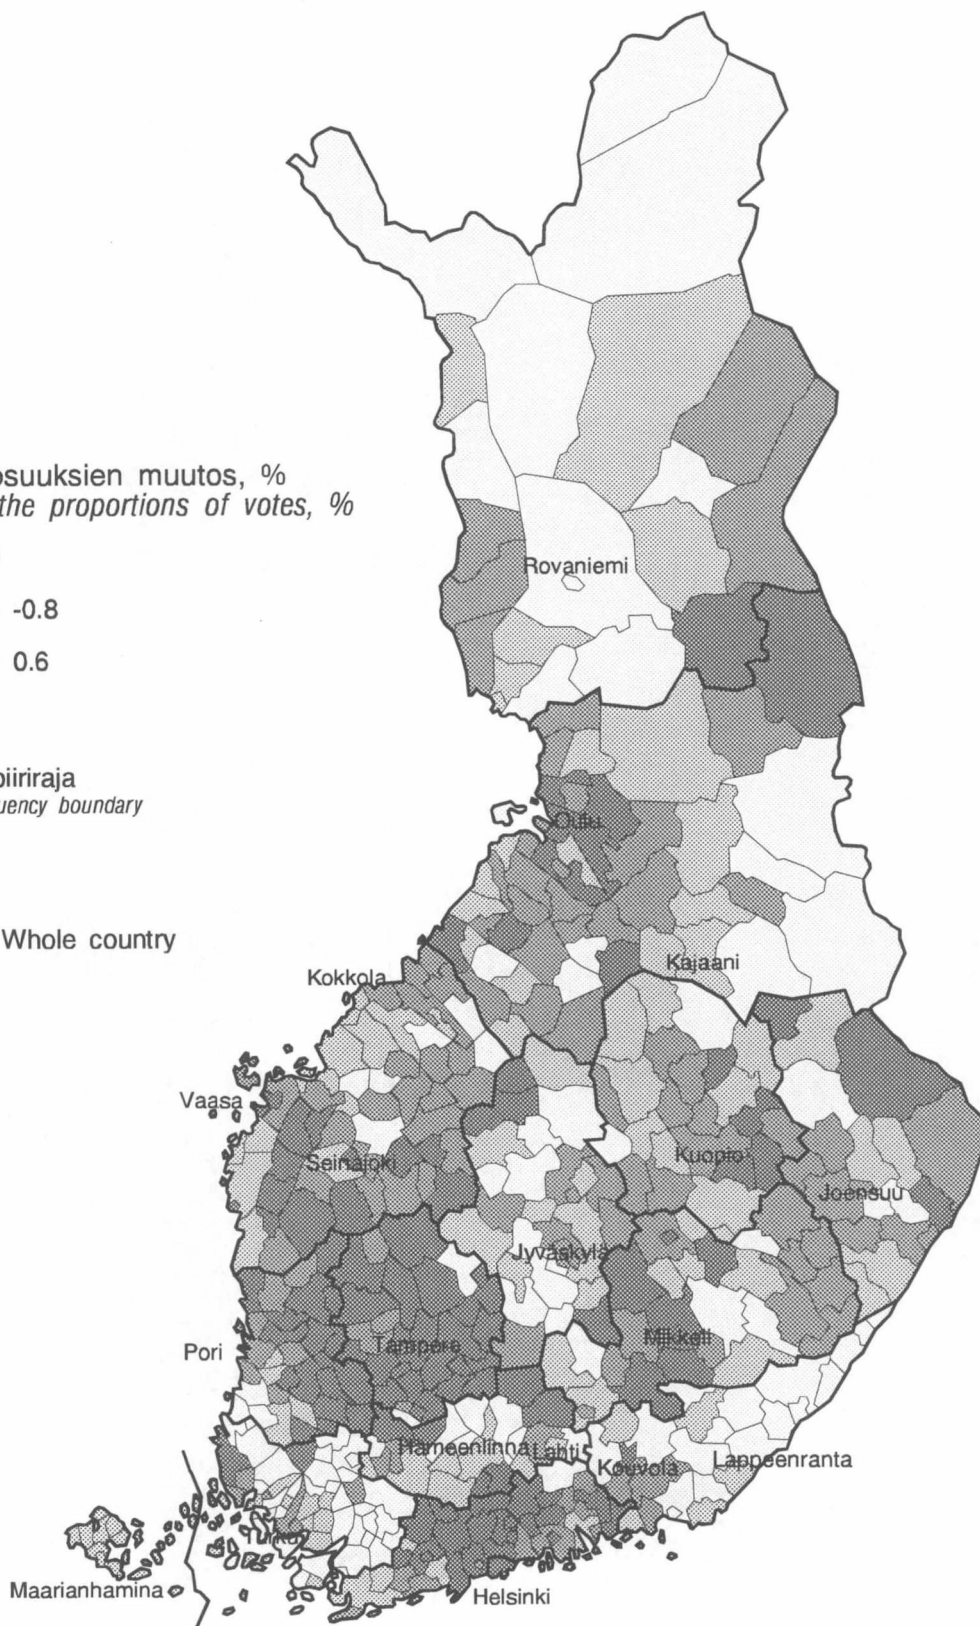 osuuksien muutos, %
the proportions of votes, %
-0.8
0.6
piiriraja
uency boundary
Whole country
Rovaniemi
Oulu
Kajaani
Kokkola
Vaasa
Seinäjoki
Kuopio
Joensuu
Jyväskylä
Pori
Tampere
Mikkeli
Hämeenlinna
Lahti
Kouvola
Lappeenranta
Turku
Maarianhamina
Helsinki